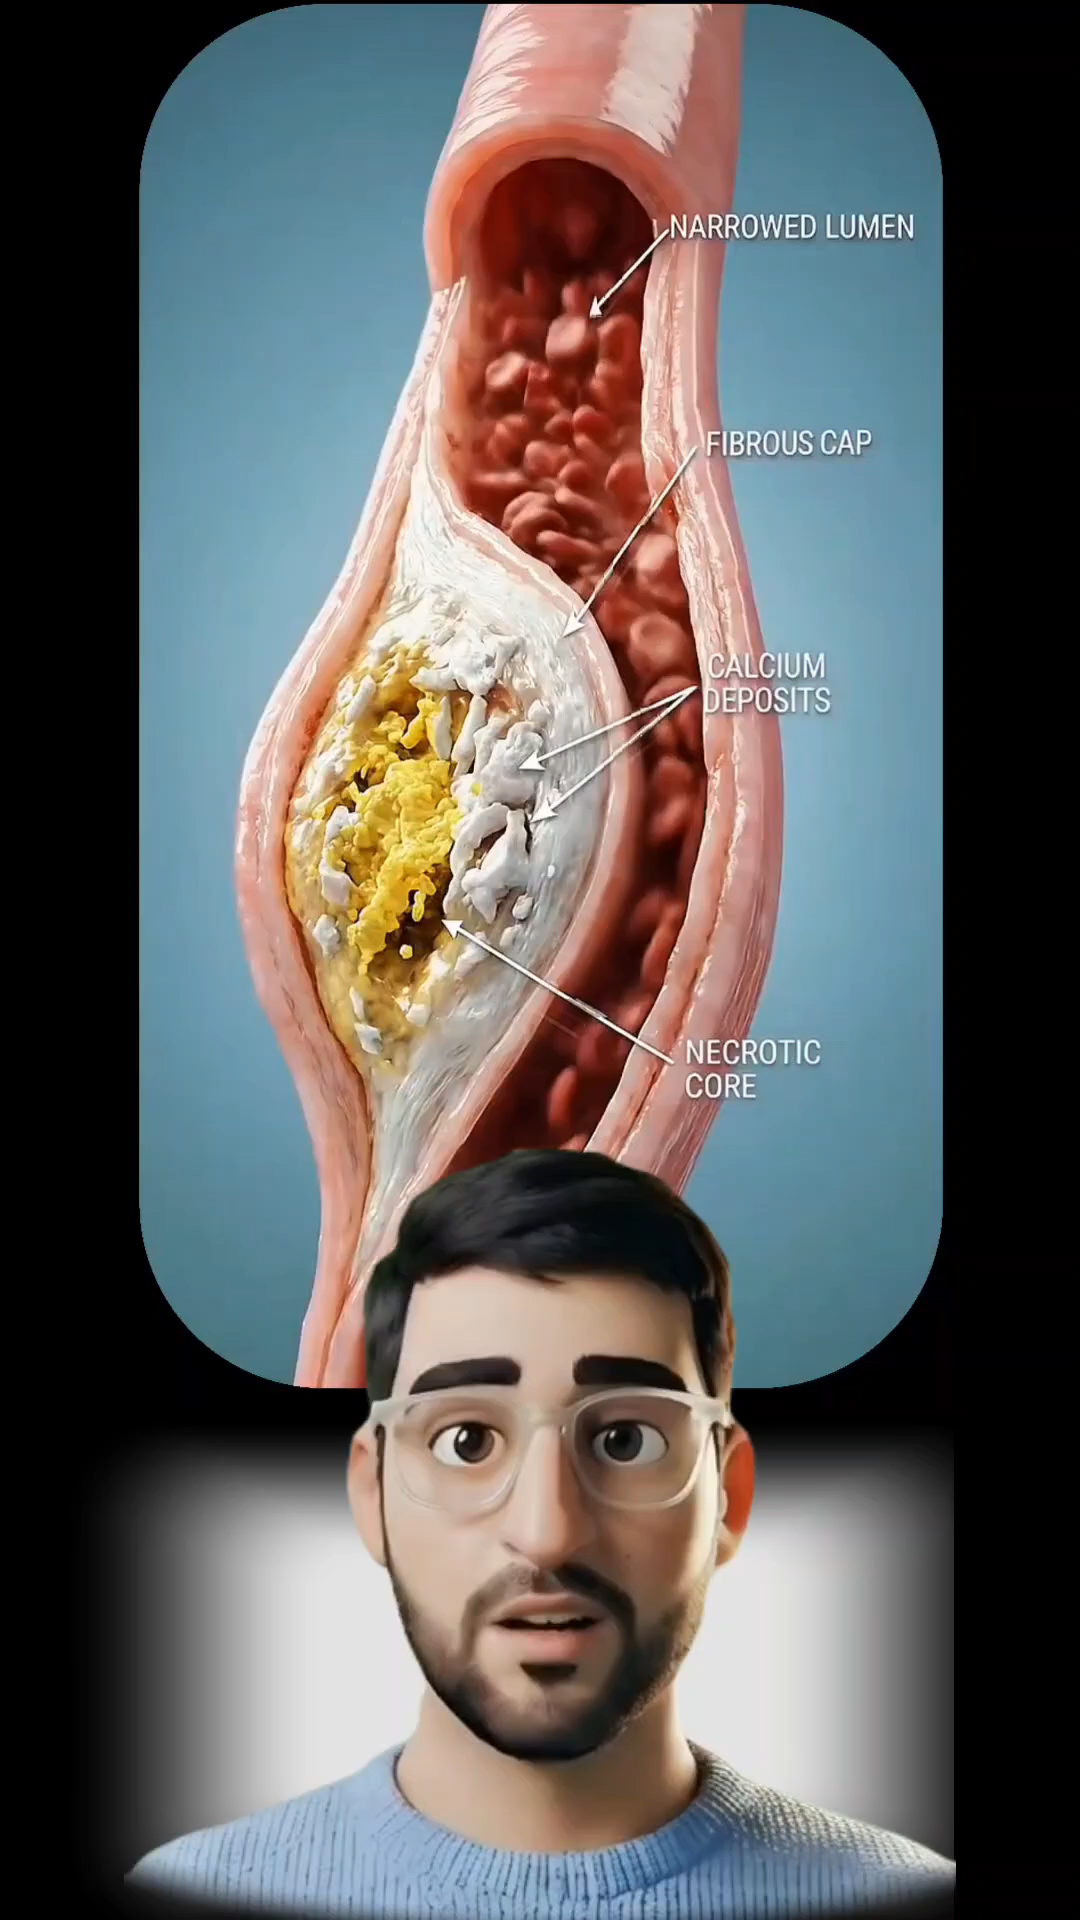 NARROWED LUMEN
FIBROUS CAP
CALCIUM
DEPOSITS
NECROTIC
CORE